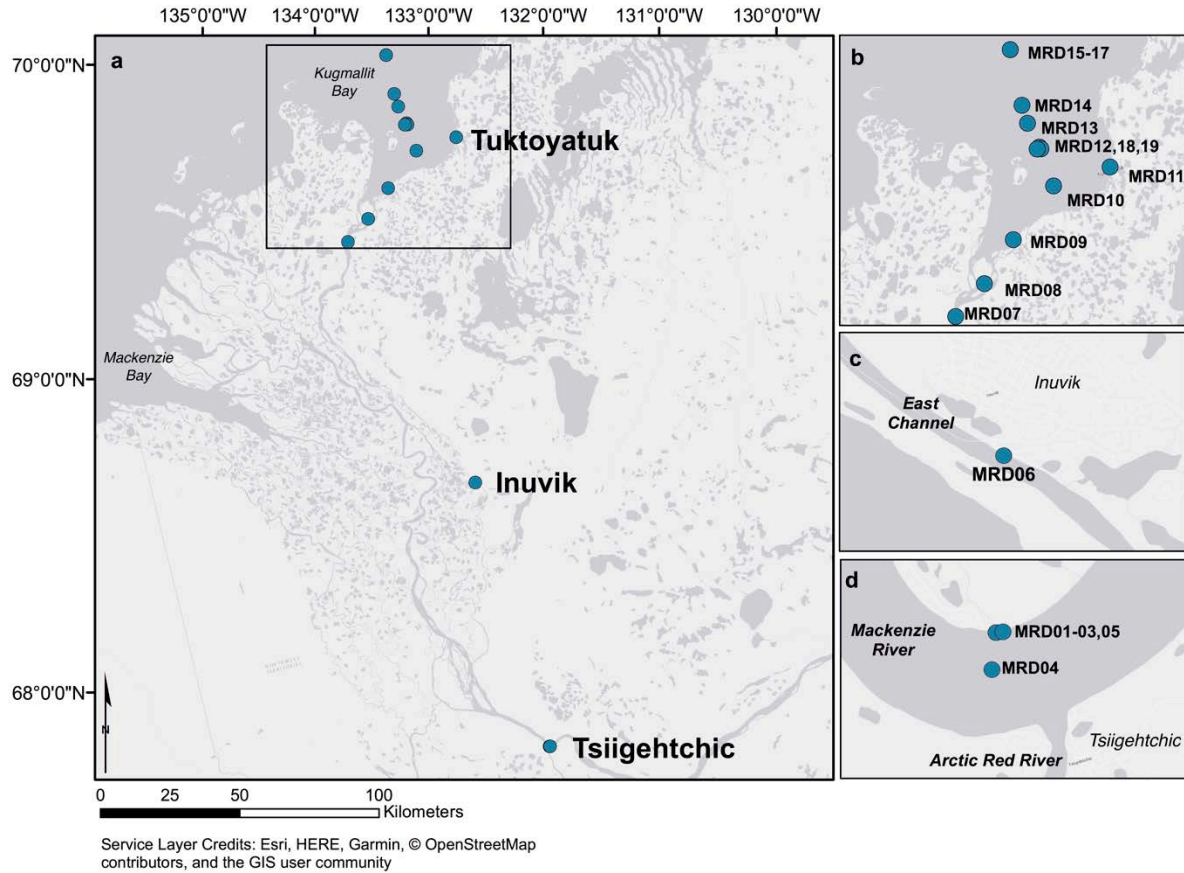 135°0'0"W 134°0'0"W 133°0'0"W 132°0'0"W 131°0'0"W 130°0'0"W
70°0'0"N
69°0'0"N
68°0'0"N
a
Kugmallit
Bay
Tuktoyatuk
Mackenzie
Bay
Inuvik
Tsiigehtchic
N
0 25 50 100
Kilometers
Service Layer Credits: Esri, HERE, Garmin, © OpenStreetMap
contributors, and the GIS user community
b
MRD15-17
MRD14
MRD13
MRD12,18,19
MRD11
MRD10
MRD09
MRD08
MRD07
c
Inuvik
East
Channel
MRD06
d
Mackenzie
River
MRD01-03,05
MRD04
Tsiigehtchic
Arctic Red River